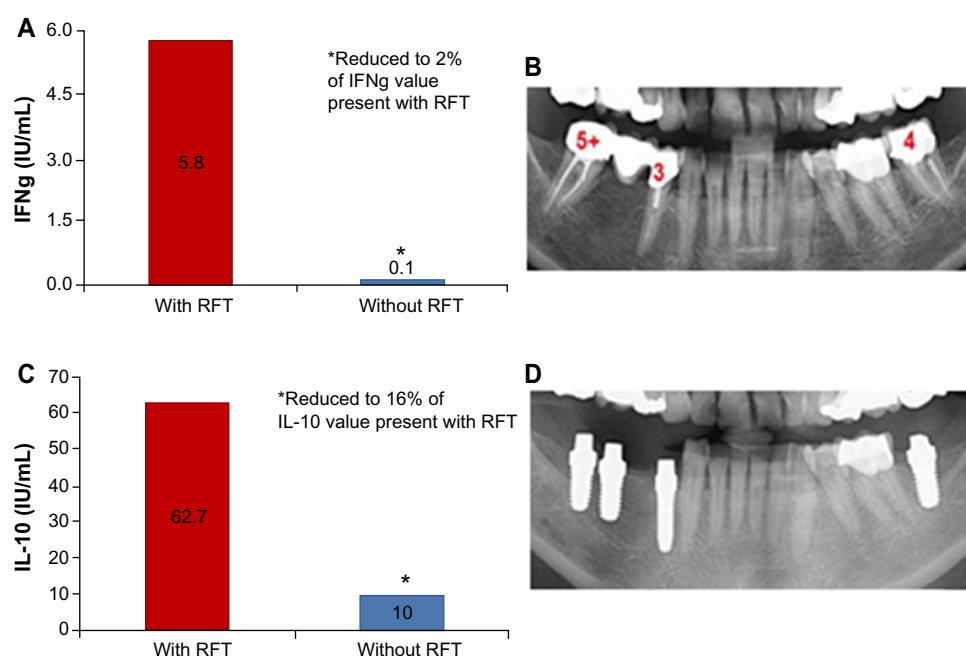 A
IFNg (IU/mL)
6.0
4.5
3.0
1.5
0.0
5.8
*Reduced to 2%
of IFNg value
present with RFT
*
0.1
With RFT
Without RFT
B
5+
3
4
C
IL-10 (IU/mL)
70
60
50
40
30
20
10
0
62.7
*Reduced to 16% of
IL-10 value present with RFT
*
10
With RFT
Without RFT
D